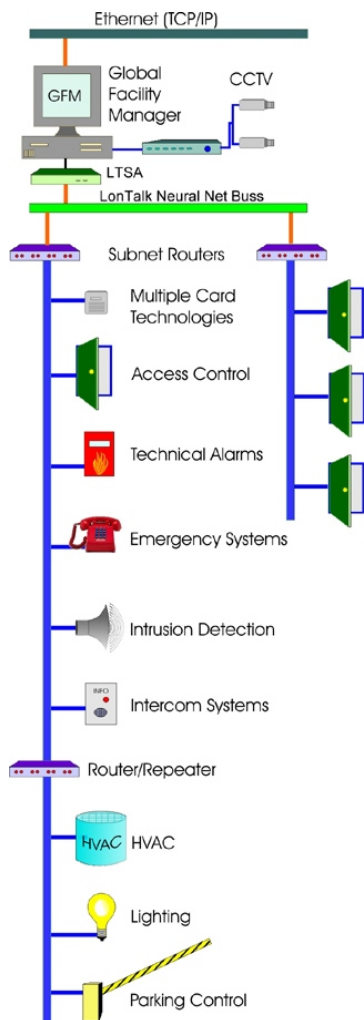 Ethernet (TCP/IP)
GFM
Global
Facility
Manager
CCTV
LTSA
LonTalk Neural Net Buss
Subnet Routers
Multiple Card
Technologies
Access Control
Technical Alarms
Emergency Systems
Intrusion Detection
INFO
Intercom Systems
Router/Repeater
HVAC
HVAC
Lighting
Parking Control